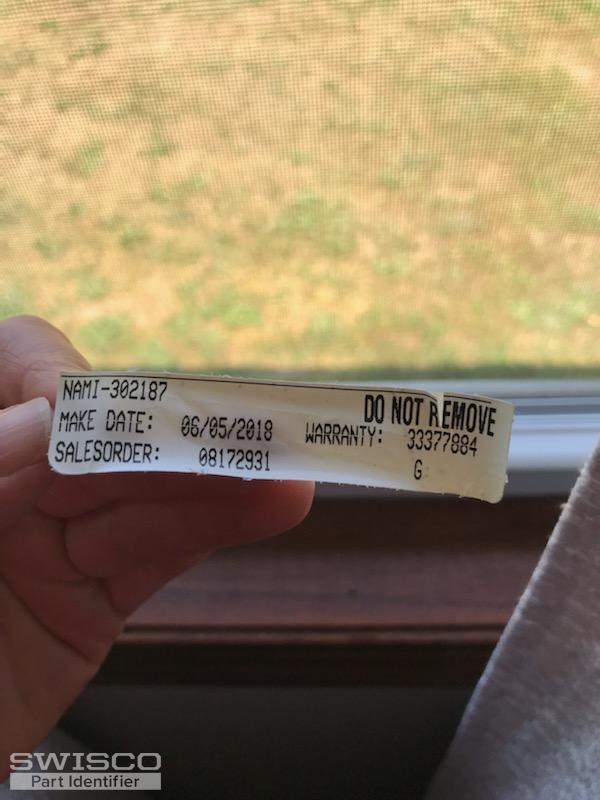 NAMI-302187
DO NOT REMOVE
MAKE DATE: 06/05/2018 WARRANTY: 33377884
SALESORDER: 08172931 G
SWISCO
Part Identifier